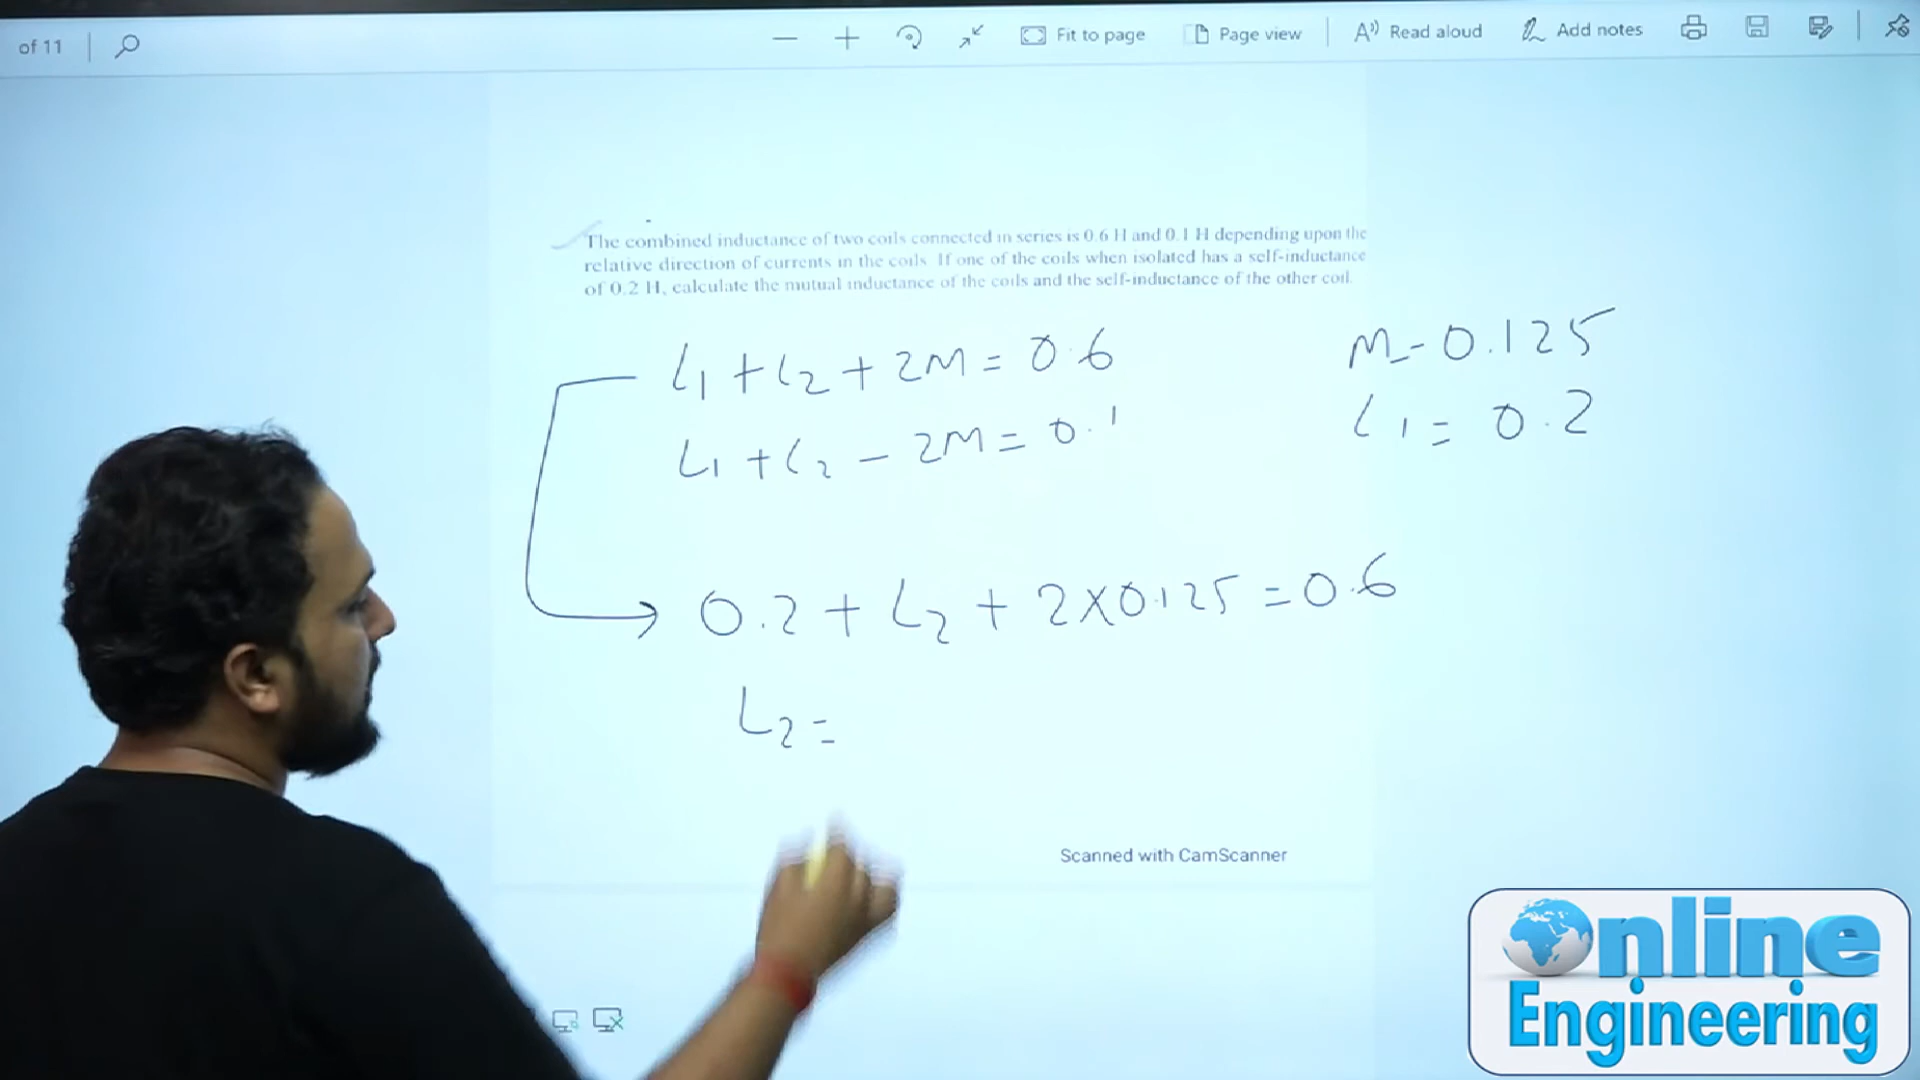 of 11
Fit to page
Page view
Read aloud
Add notes
The combined inductance of two coils connected in series is 0.6 H and 0.1 H depending upon the
relative direction of currents in the coils. If one of the coils when isolated has a self-inductance
of 0.2 H, calculate the mutual inductance of the coils and the self-inductance of the other coil.
L1 + L2 + 2M = 0.6
L1 + L2 - 2M = 0.1
M = 0.125
L1 = 0.2
0.2 + L2 + 2X0.125 = 0.6
L2 =
Scanned with CamScanner
Online
Engineering